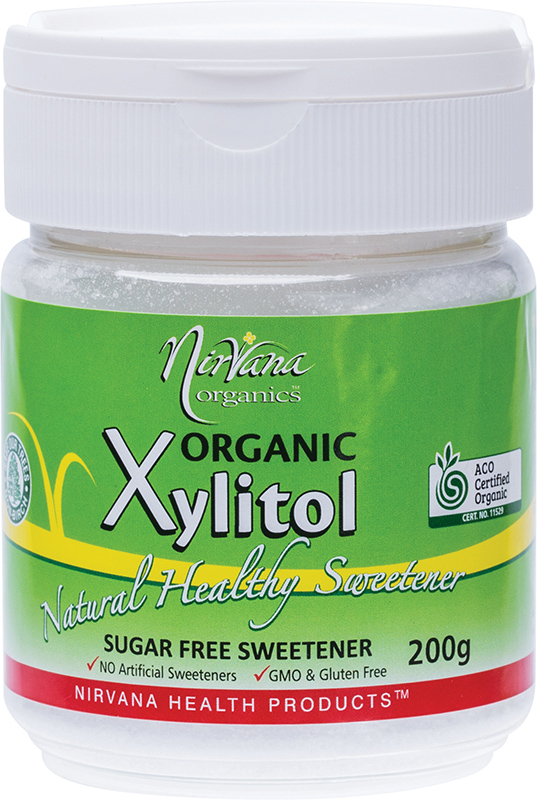 Nirvana
organics™
ORGANIC
Xylitol
ACO
Certified
Organic
CERT. NO. 11529
Natural Healthy Sweetener
SUGAR FREE SWEETENER
200g
✓NO Artificial Sweeteners ✓GMO & Gluten Free
NIRVANA HEALTH PRODUCTS™